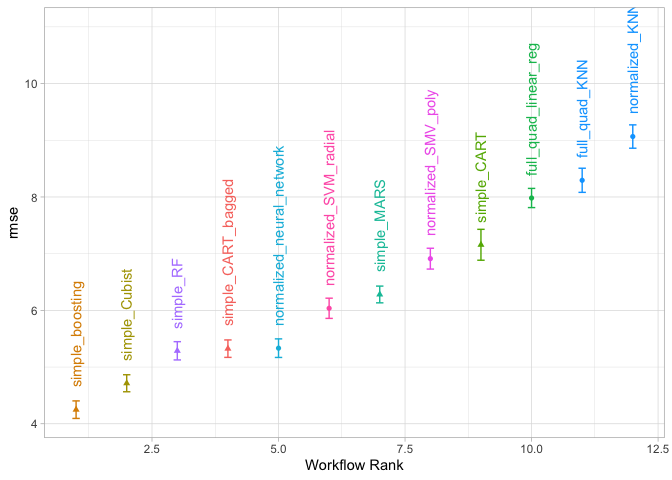 rmse
10
8
6
4
simple_boosting
simple_Cubist
simple_RF
simple_CART_bagged
normalized_neural_network
normalized_SVM_radial
simple_MARS
normalized_SMV_poly
simple_CART
full_quad_linear_reg
full_quad_KNN
normalized_KNN
2.5
5.0
7.5
10.0
12.5
Workflow Rank